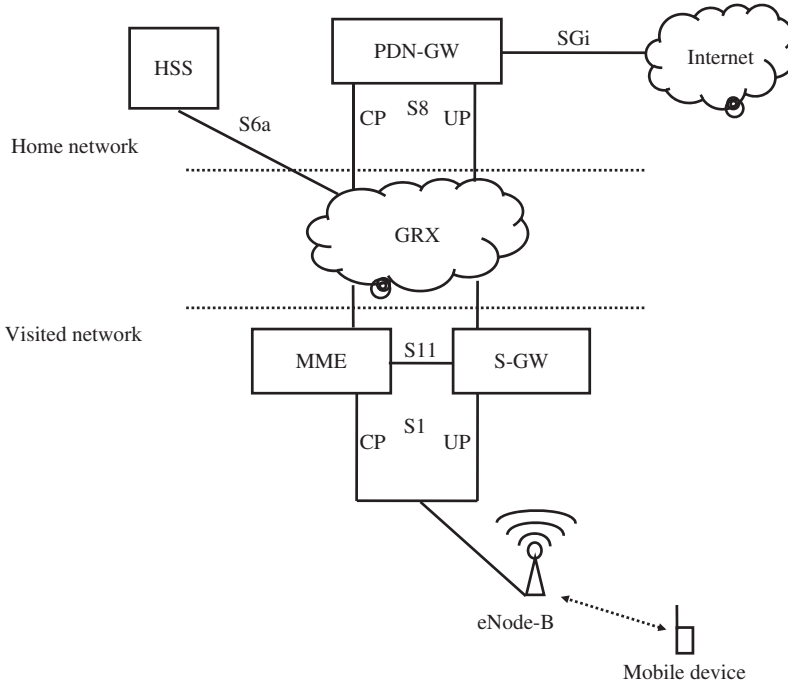 PDN-GW
SGi
Internet
HSS
S8
CP
UP
S6a
Home network
GRX
Visited network
MME
S11
S-GW
S1
CP
UP
eNode-B
Mobile device